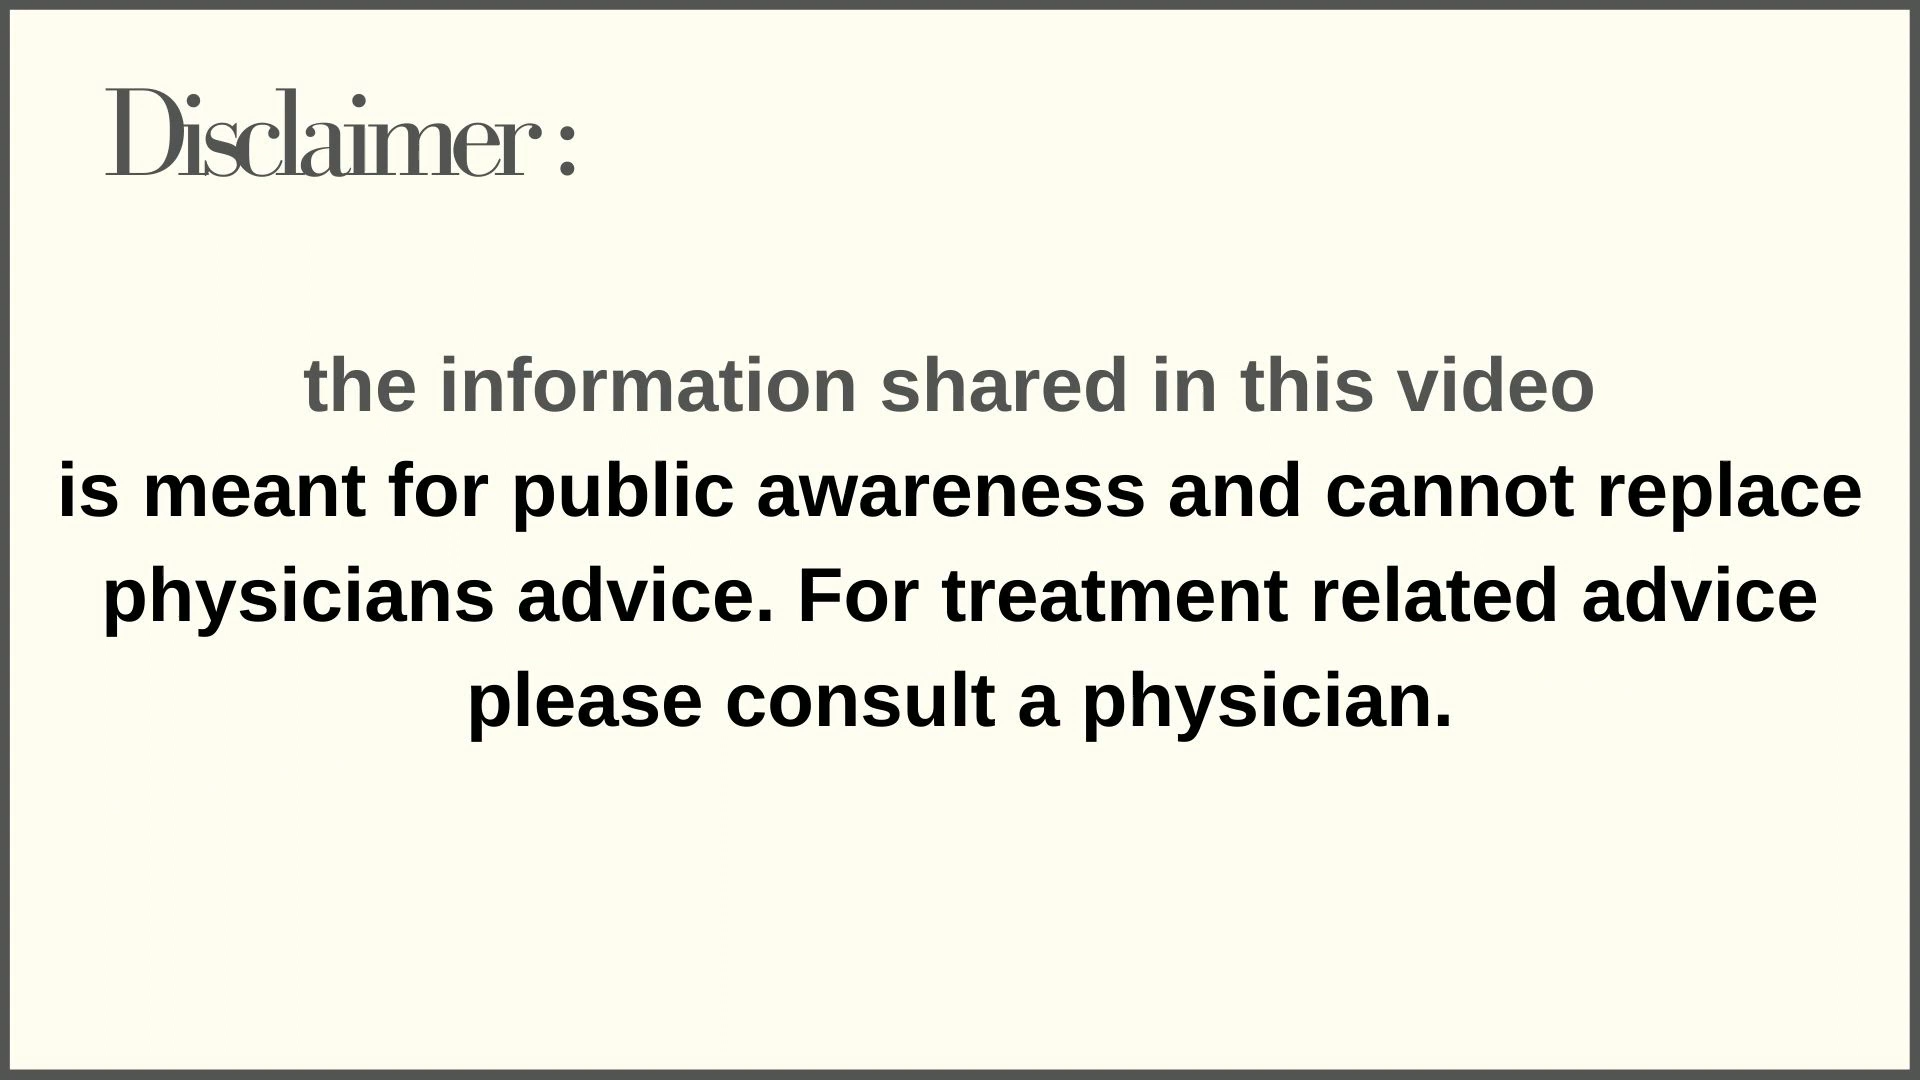 Disclaimer :
the information shared in this video
is meant for public awareness and cannot replace
physicians advice. For treatment related advice
please consult a physician.